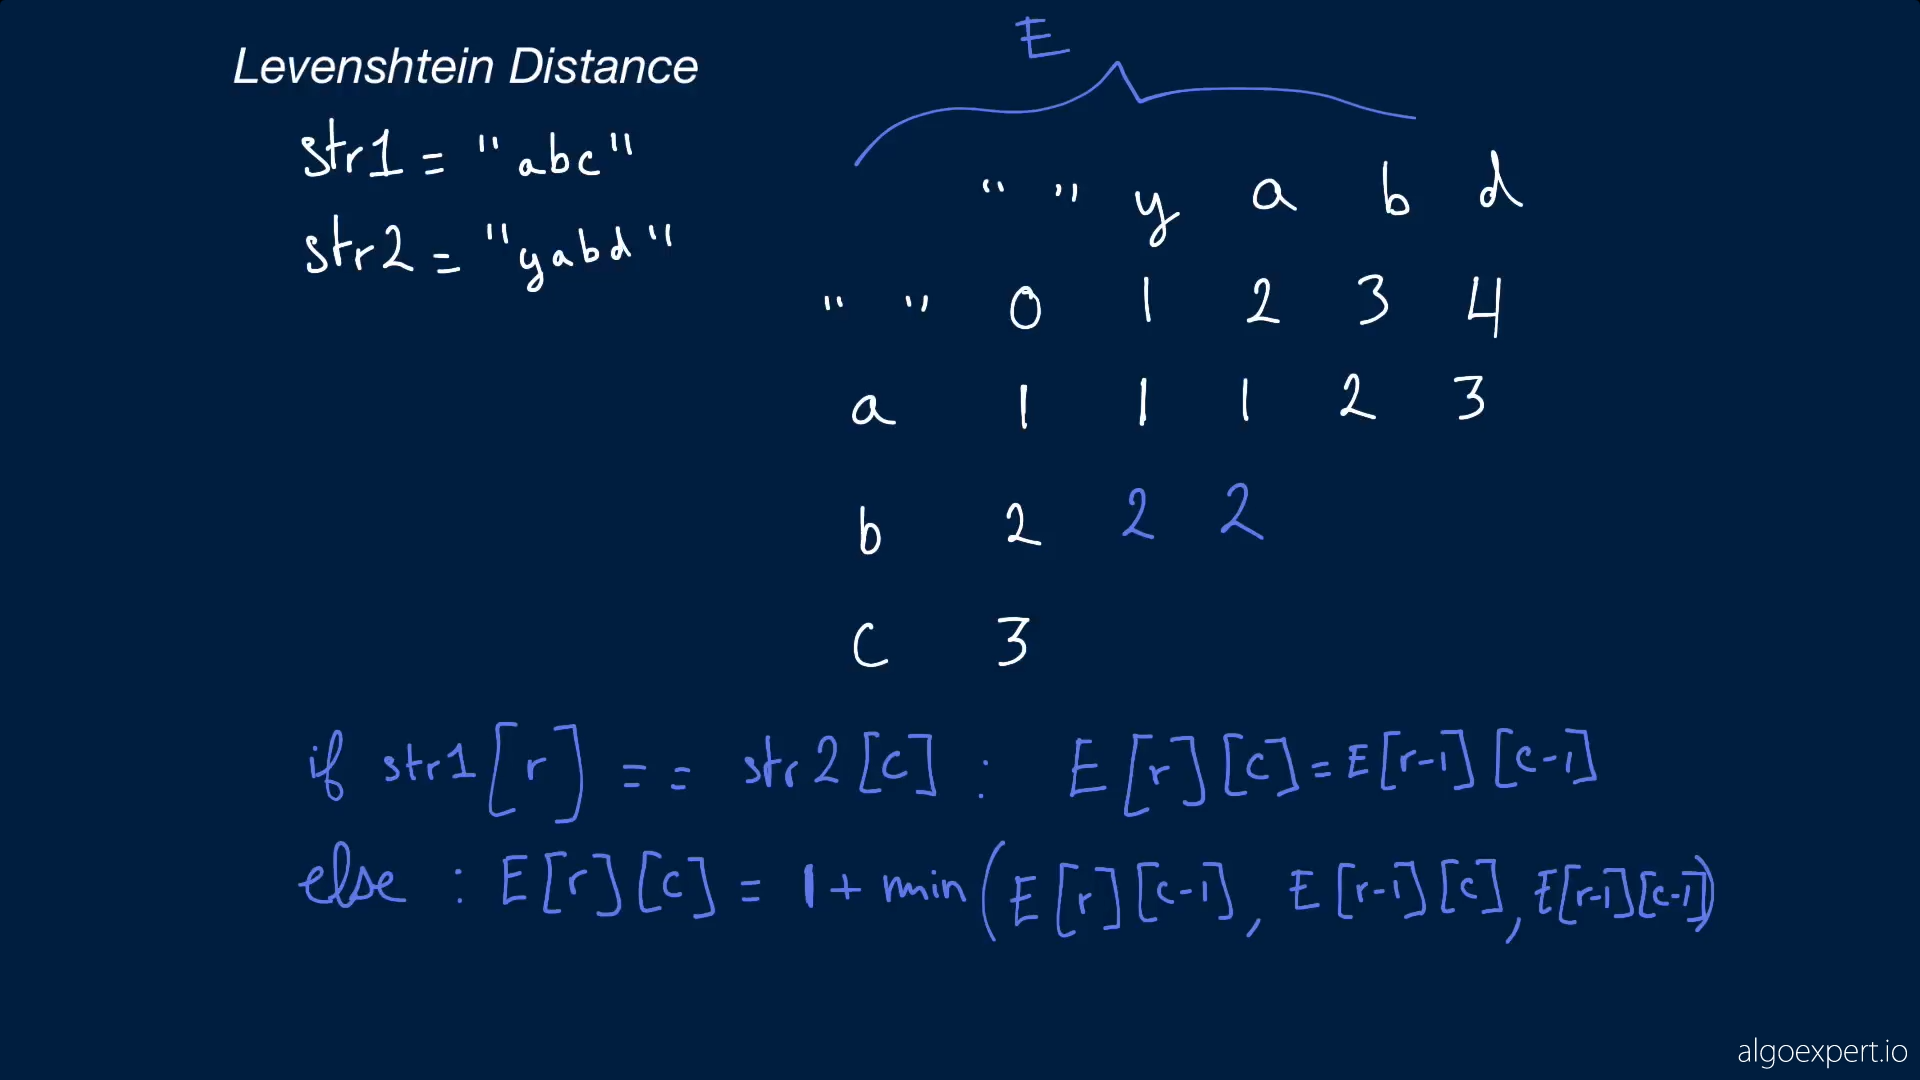 Levenshtein Distance
str1 = "abc"
str2 = "yabd"
E
" " y a b d
" " 0 1 2 3 4
a 1 1 1 2 3
b 2 2 2
c 3
if str1[r] == str2[c] : E[r][c] = E[r-1][c-1]
else : E[r][c] = 1 + min(E[r][c-1], E[r-1][c], E[r-1][c-1])
algoexpert.io